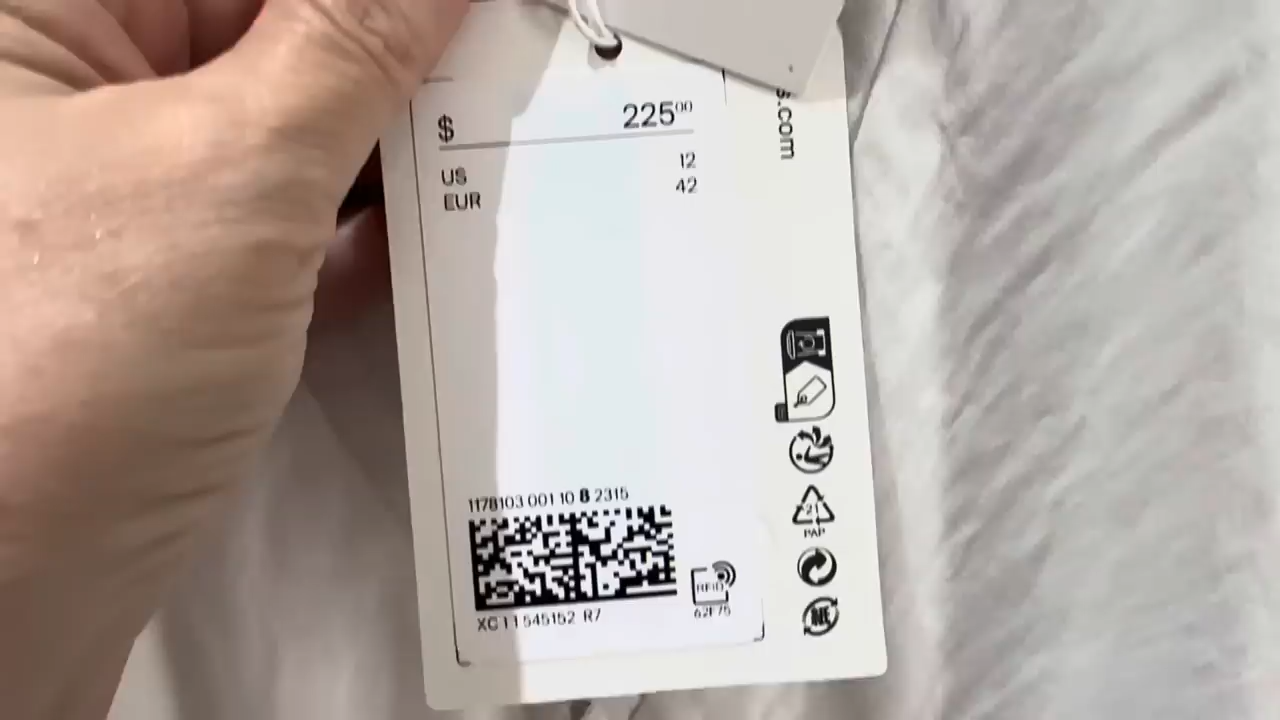 $ 225⁰⁰
US 12
EUR 42
.com
1178103 001 10 8 2315
XC 11 545152 R7
RFID
62F75
21
PAP